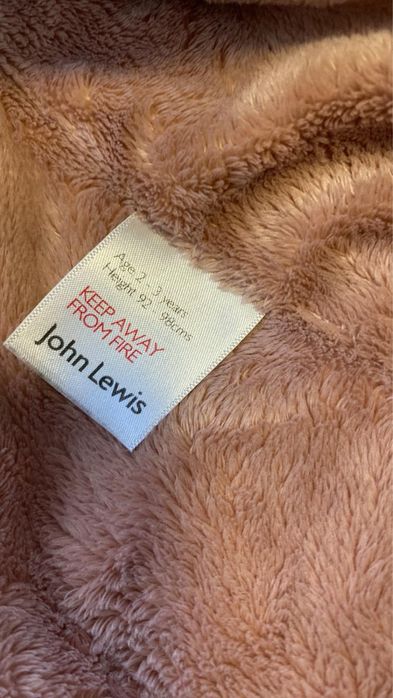 Age 2 - 3 years
Height 92 - 98cms
KEEP AWAY
FROM FIRE
John Lewis